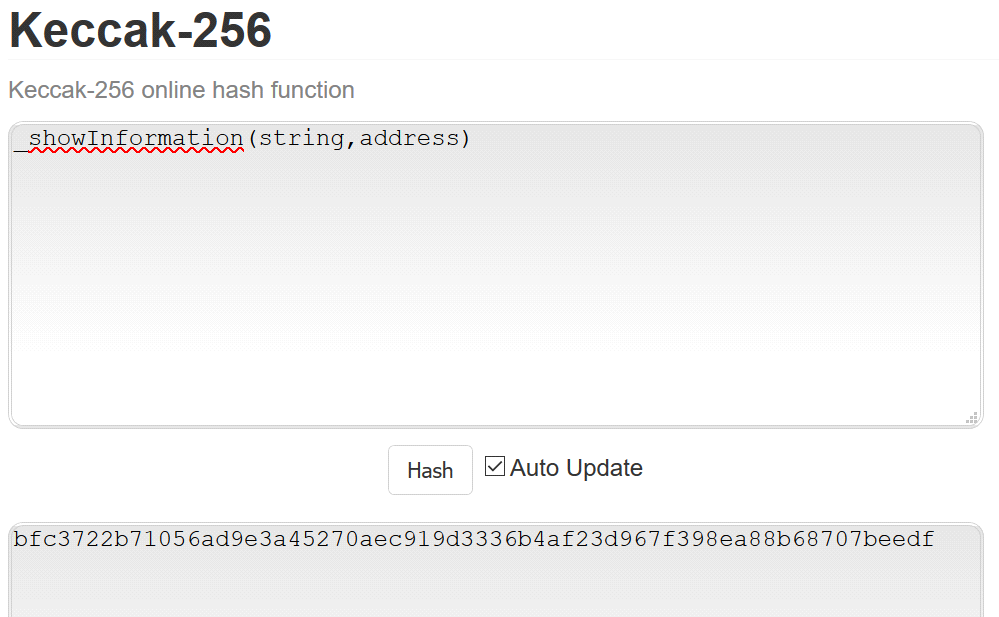 Keccak-256
Keccak-256 online hash function
_showInformation(string,address)
Hash
Auto Update
bfc3722b71056ad9e3a45270aec919d3336b4af23d967f398ea88b68707beedf